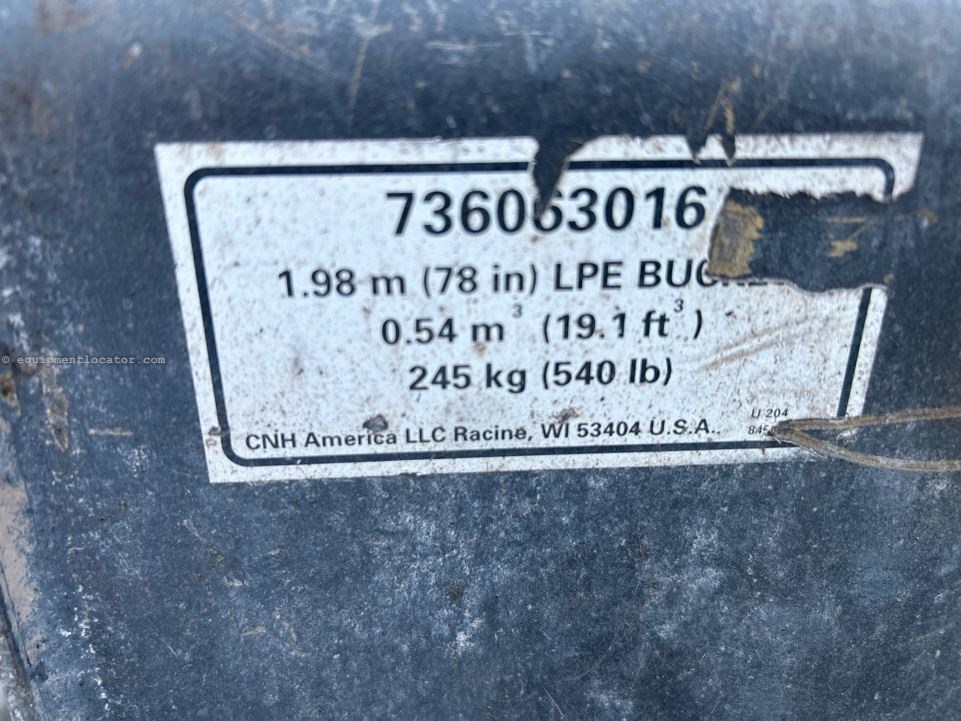 736063016
1.98 m (78 in) LPE
0.54 m³ (19.1 ft³)
245 kg (540 lb)
U 204
CNH America LLC Racine, WI 53404 U.S.A.
© equipmentlocator.com